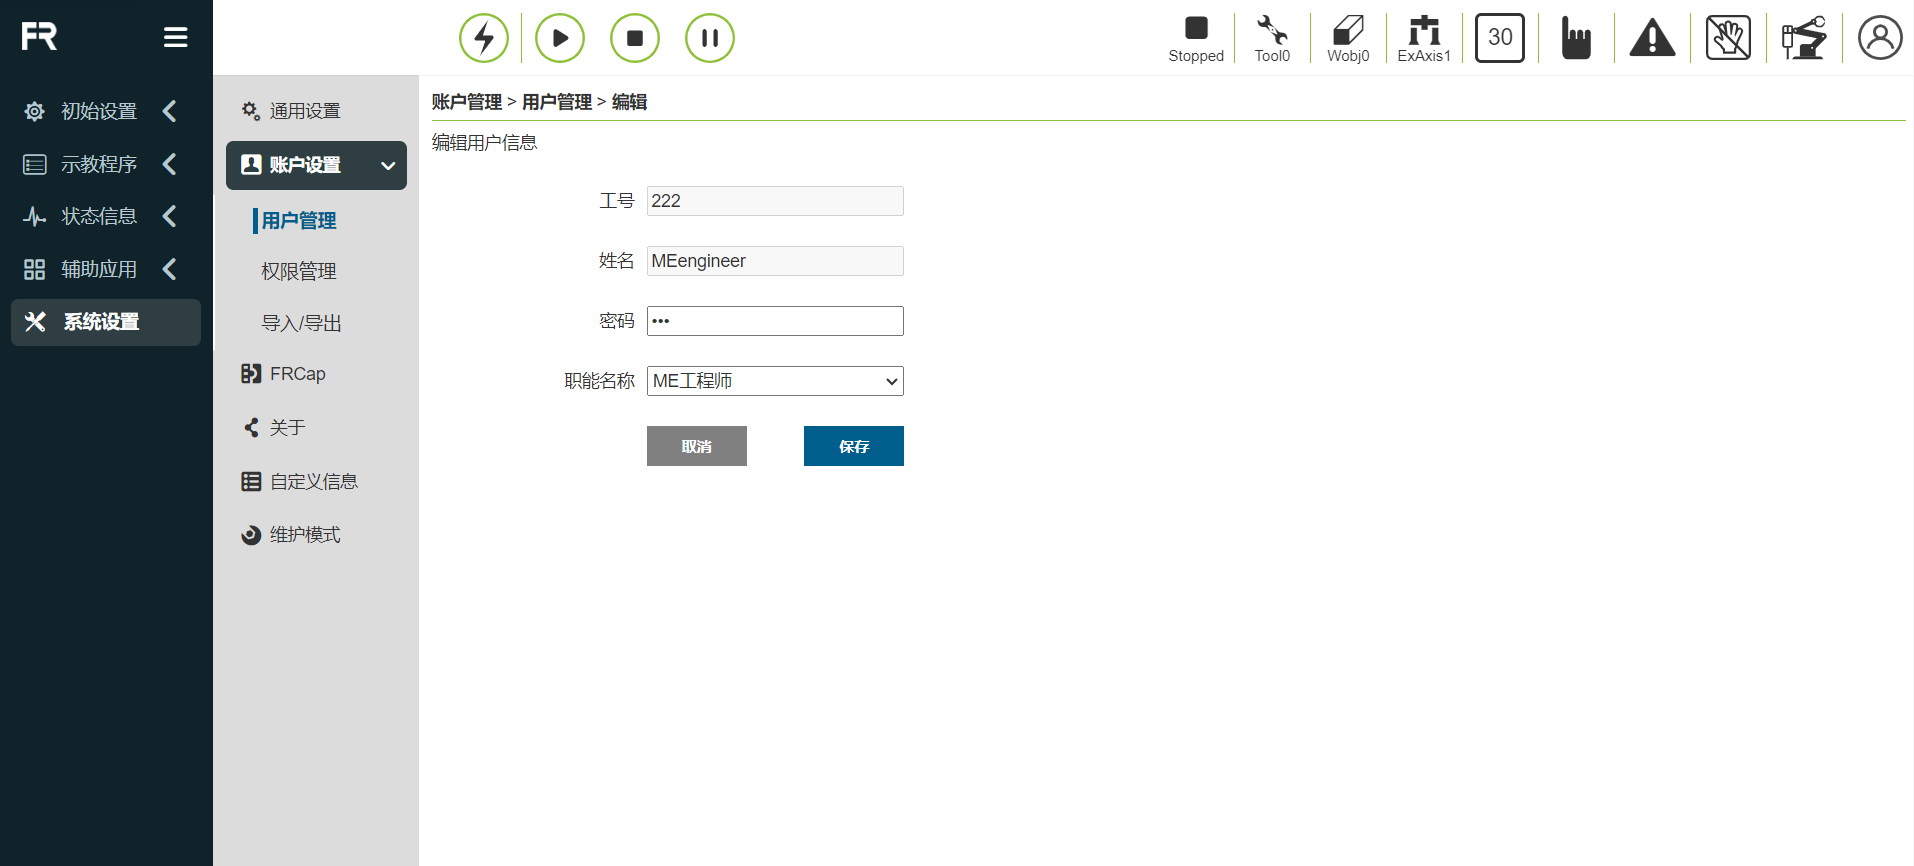 FR
Stopped
Tool0
Wobj0
ExAxis1
30
初始设置
示教程序
状态信息
辅助应用
系统设置
通用设置
账户设置
用户管理
权限管理
导入/导出
FRCap
关于
自定义信息
维护模式
账户管理 > 用户管理 > 编辑
编辑用户信息
工号 222
姓名 MEengineer
密码 •••
职能名称 ME工程师
取消 保存